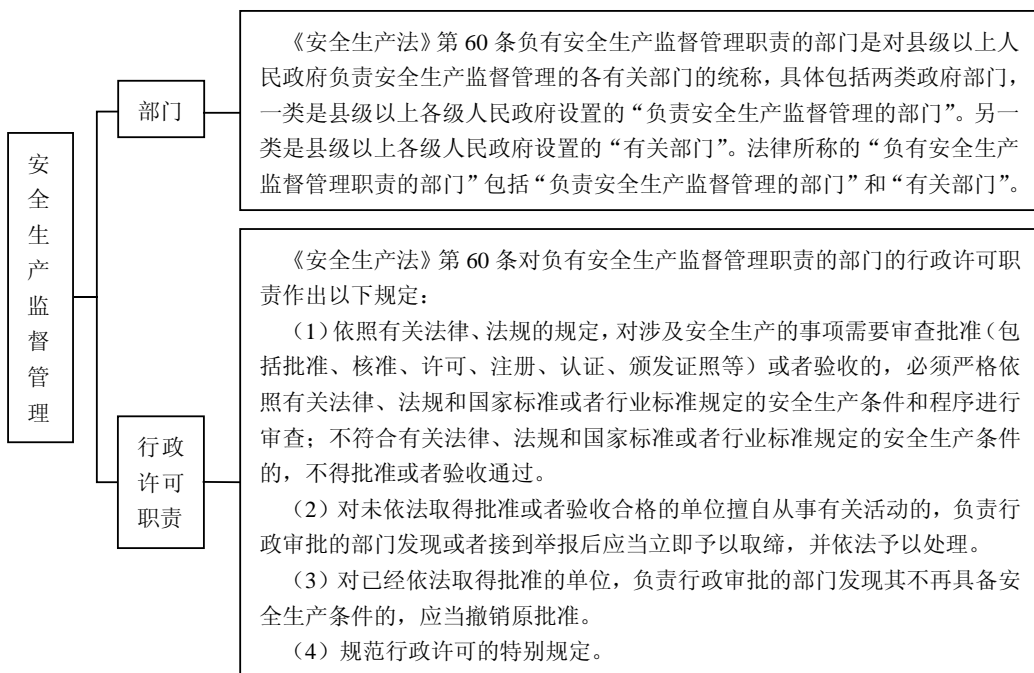 安全生产监督管理
部门
《安全生产法》第 60 条负有安全生产监督管理职责的部门是对县级以上人
民政府负责安全生产监督管理的各有关部门的统称，具体包括两类政府部门，
一类是县级以上各级人民政府设置的“负责安全生产监督管理的部门”。另一
类是县级以上各级人民政府设置的“有关部门”。法律所称的“负有安全生产
监督管理职责的部门”包括“负责安全生产监督管理的部门”和“有关部门”。
行政
许可
职责
《安全生产法》第 60 条对负有安全生产监督管理职责的部门的行政许可职
责作出以下规定：
（1）依照有关法律、法规的规定，对涉及安全生产的事项需要审查批准（包
括批准、核准、许可、注册、认证、颁发证照等）或者验收的，必须严格依
照有关法律、法规和国家标准或者行业标准规定的安全生产条件和程序进行
审查；不符合有关法律、法规和国家标准或者行业标准规定的安全生产条件
的，不得批准或者验收通过。
（2）对未依法取得批准或者验收合格的单位擅自从事有关活动的，负责行
政审批的部门发现或者接到举报后应当立即予以取缔，并依法予以处理。
（3）对已经依法取得批准的单位，负责行政审批的部门发现其不再具备安
全生产条件的，应当撤销原批准。
（4）规范行政许可的特别规定。